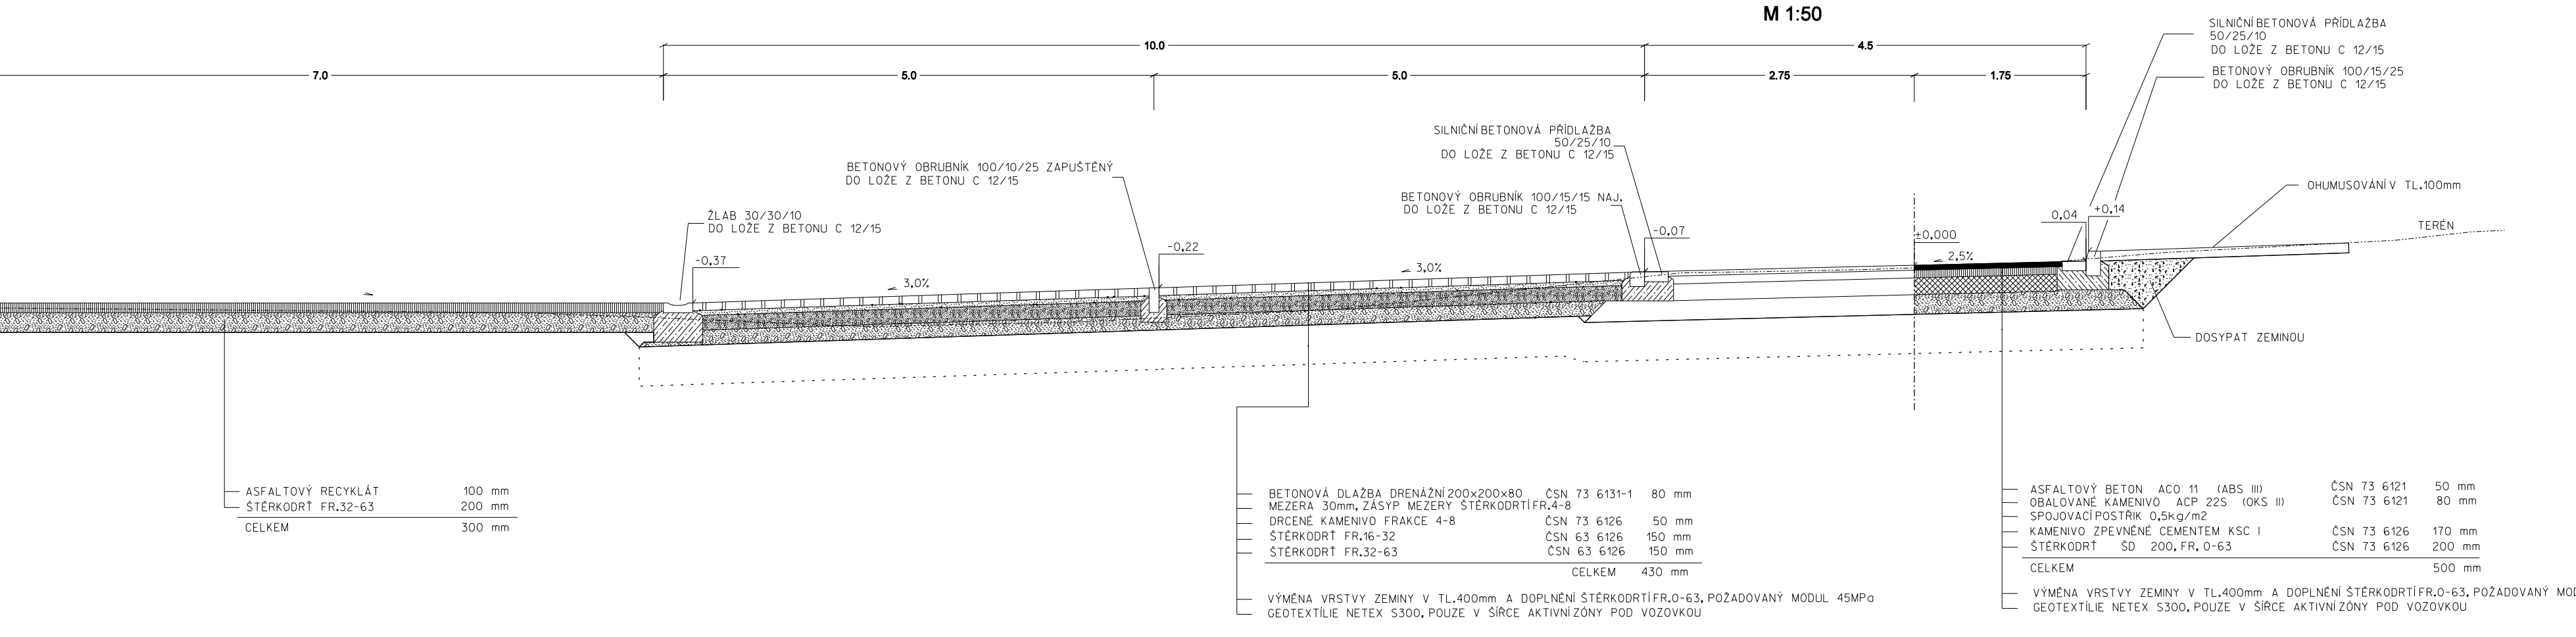 M 1:50
SILNIČNÍ BETONOVÁ PŘÍDLAŽBA
50/25/10
DO LOŽE Z BETONU C 12/15
10.0
4.5
7.0
5.0
5.0
2.75
1.75
BETONOVÝ OBRUBNÍK 100/15/25
DO LOŽE Z BETONU C 12/15
SILNIČNÍ BETONOVÁ PŘÍDLAŽBA
50/25/10
DO LOŽE Z BETONU C 12/15
BETONOVÝ OBRUBNÍK 100/10/25 ZAPUŠTĚNÝ
DO LOŽE Z BETONU C 12/15
BETONOVÝ OBRUBNÍK 100/15/15 NAJ.
DO LOŽE Z BETONU C 12/15
OHUMUSOVÁNÍ V TL.100mm
ŽLAB 30/30/10
DO LOŽE Z BETONU C 12/15
0,04
+0,14
TERÉN
-0,07
±0,000
-0,22
-0,37
2,5%
3,0%
3,0%
DOSYPAT ZEMINOU
ASFALTOVÝ RECYKLÁT 100 mm
ŠTĚRKODRŤ FR.32-63 200 mm
CELKEM 300 mm
BETONOVÁ DLAŽBA DRENÁŽNÍ 200x200x80 ČSN 73 6131-1 80 mm
MEZERA 30mm, ZÁSYP MEZERY ŠTĚRKODRTÍ FR.4-8
DRCENÉ KAMENIVO FRAKCE 4-8 ČSN 73 6126 50 mm
ŠTĚRKODRŤ FR.16-32 ČSN 63 6126 150 mm
ŠTĚRKODRŤ FR.32-63 ČSN 63 6126 150 mm
CELKEM 430 mm
VÝMĚNA VRSTVY ZEMINY V TL.400mm A DOPLNĚNÍ ŠTĚRKODRTÍ FR.0-63, POŽADOVANÝ MODUL 45MPa
GEOTEXTÍLIE NETEX S300, POUZE V ŠÍŘCE AKTIVNÍ ZÓNY POD VOZOVKOU
ASFALTOVÝ BETON ACO 11 (ABS III) ČSN 73 6121 50 mm
OBALOVANÉ KAMENIVO ACP 22S (OKS II) ČSN 73 6121 80 mm
SPOJOVACÍ POSTŘIK 0,5kg/m2
KAMENIVO ZPEVNĚNÉ CEMENTEM KSC I ČSN 73 6126 170 mm
ŠTĚRKODRŤ ŠD 200, FR, 0-63 ČSN 73 6126 200 mm
CELKEM 500 mm
VÝMĚNA VRSTVY ZEMINY V TL.400mm A DOPLNĚNÍ ŠTĚRKODRTÍ FR.0-63, POŽADOVANÝ
GEOTEXTÍLIE NETEX S300, POUZE V ŠÍŘCE AKTIVNÍ ZÓNY POD VOZOVKOU